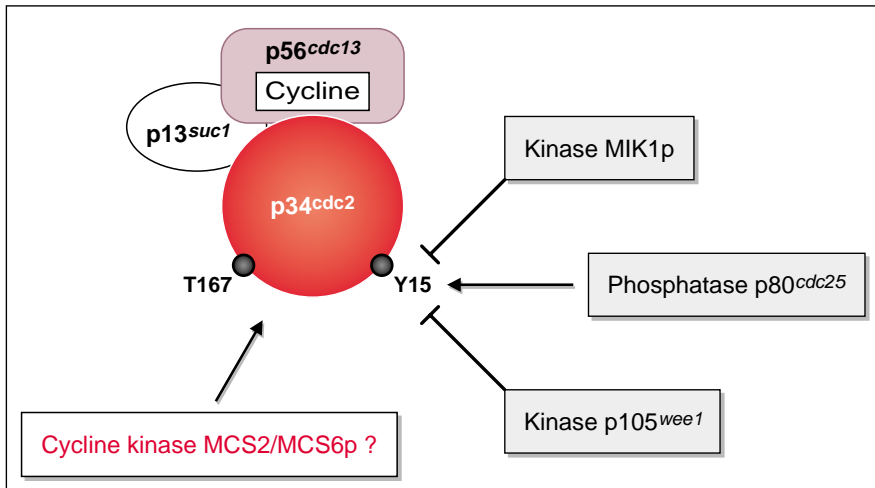 p56cdc13
Cycline
p13suc1
Kinase MIK1p
p34cdc2
T167
Y15
Phosphatase p80cdc25
Kinase p105wee1
Cycline kinase MCS2/MCS6p ?